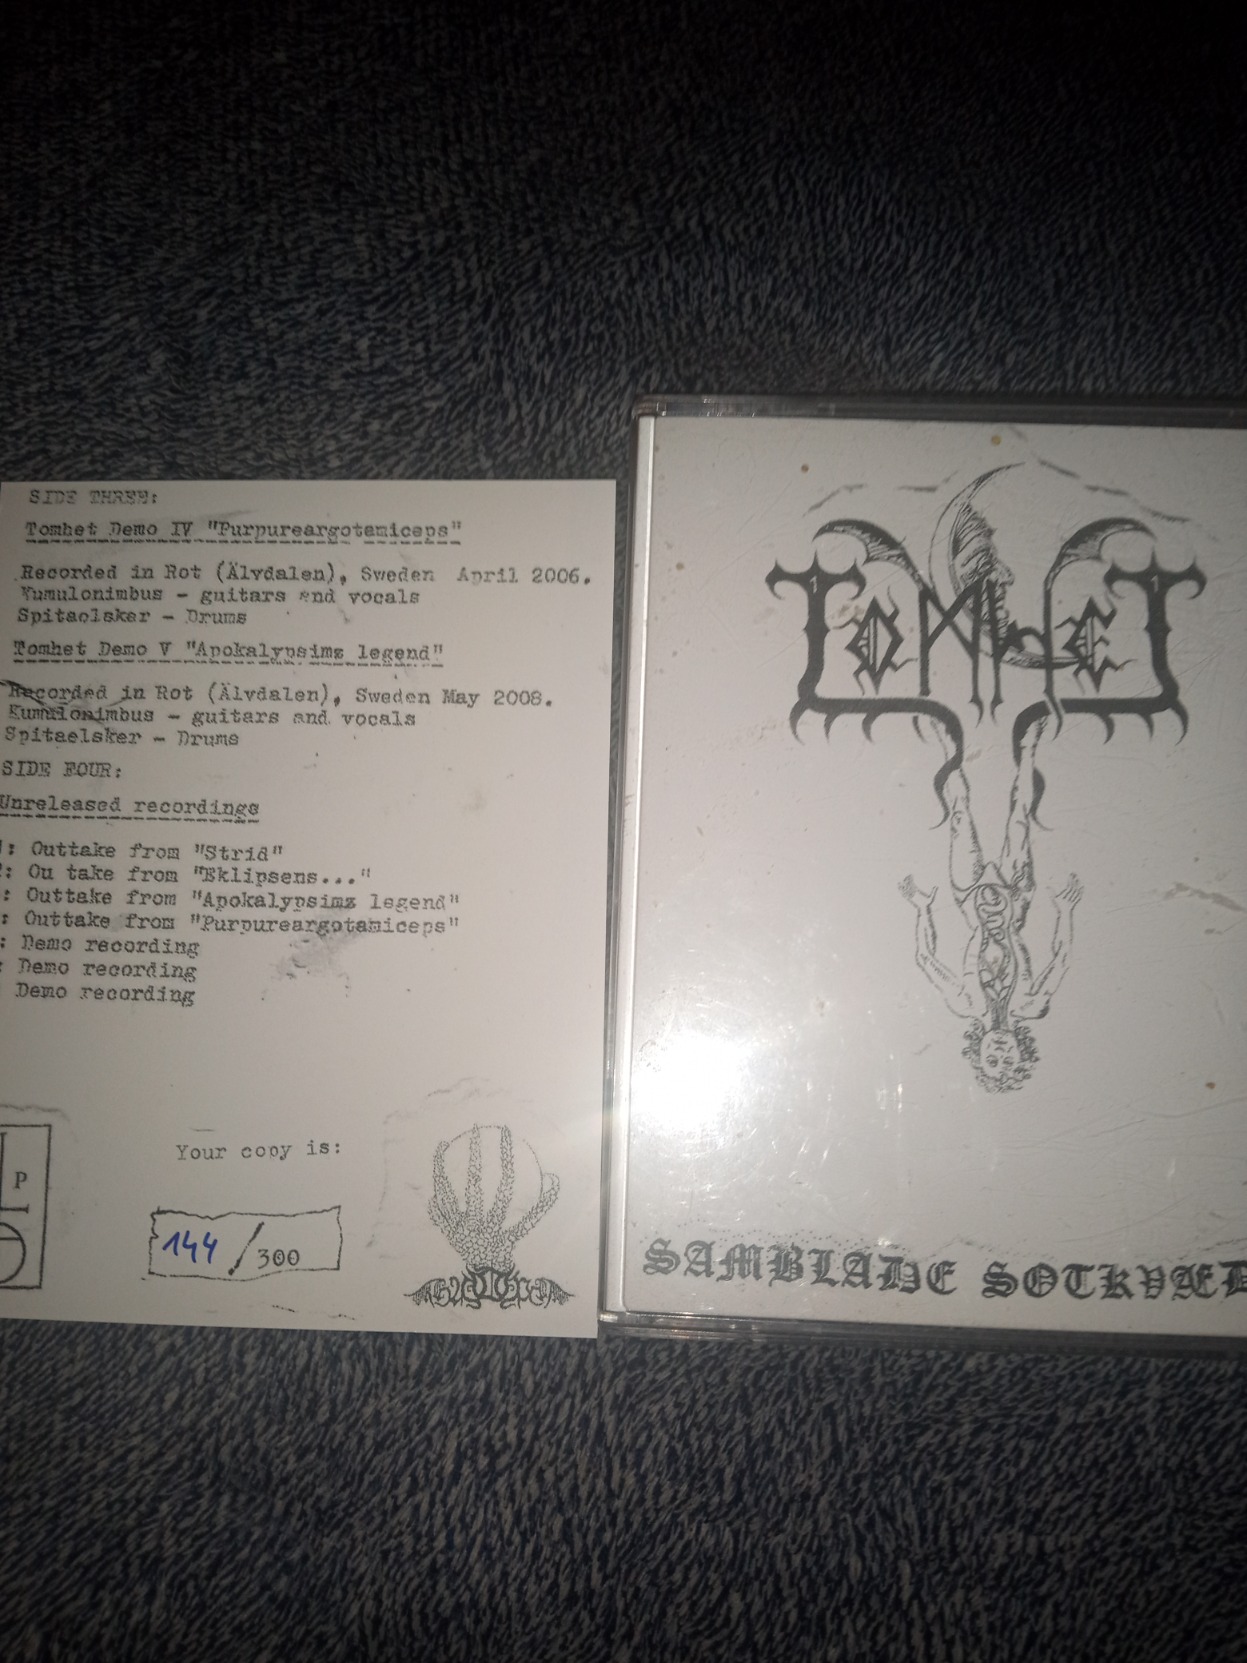 SIDE THREE:
Tomhet Demo IV "Purpureargotamiceps"
Recorded in Rot (Älvdalen), Sweden April 2006.
Kumulonimbus - guitars and vocals
Spitaelsker - Drums
Tomhet Demo V "Apokalypsims legend"
Recorded in Rot (Älvdalen), Sweden May 2008.
Kumulonimbus - guitars and vocals
Spitaelsker - Drums
SIDE FOUR:
Unreleased recordings
: Outtake from "Strid"
: Ou take from "Eklipsens..."
: Outtake from "Apokalypsims legend"
: Outtake from "Purpureargotamiceps"
: Demo recording
: Demo recording
Demo recording
P
Your copy is:
144/300
TOMHET
SAMBLADE SOTKVÆD